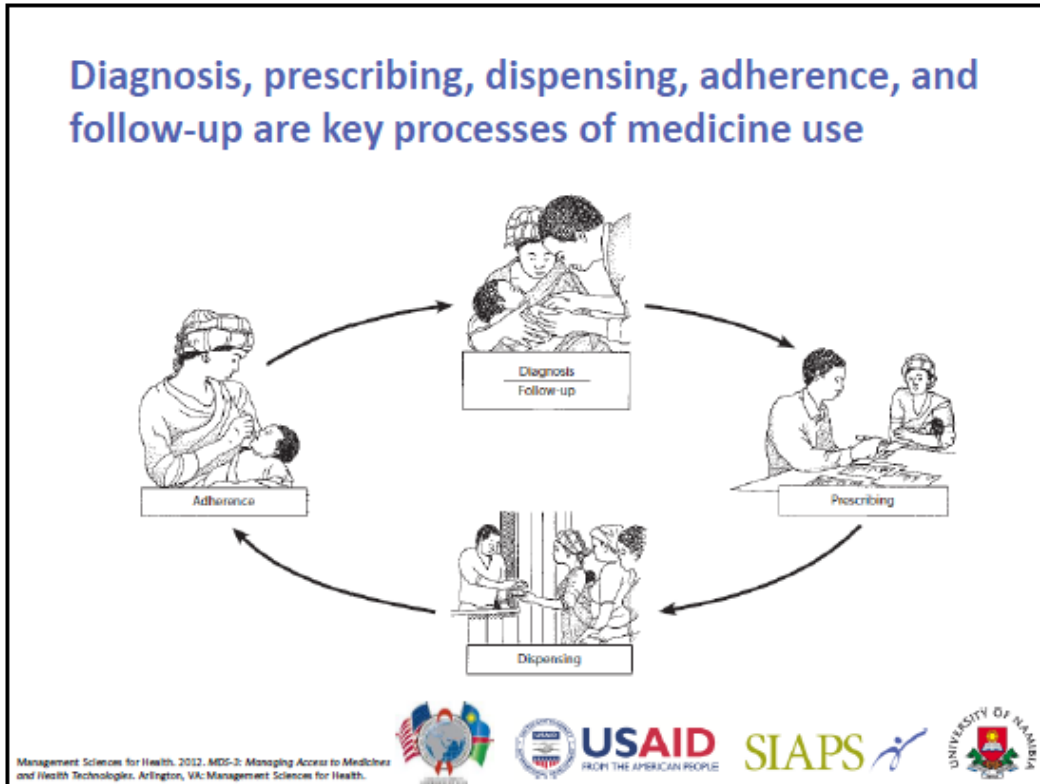 Diagnosis, prescribing, dispensing, adherence, and
follow-up are key processes of medicine use
Diagnosis
Follow-up
Adherence
Prescribing
Dispensing
Management Sciences for Health. 2012. MDS-3: Managing Access to Medicines
and Health Technologies. Arlington, VA: Management Sciences for Health.
USAID
USAID
FROM THE AMERICAN PEOPLE
SIAPS
UNIVERSITY OF NAMIBIA